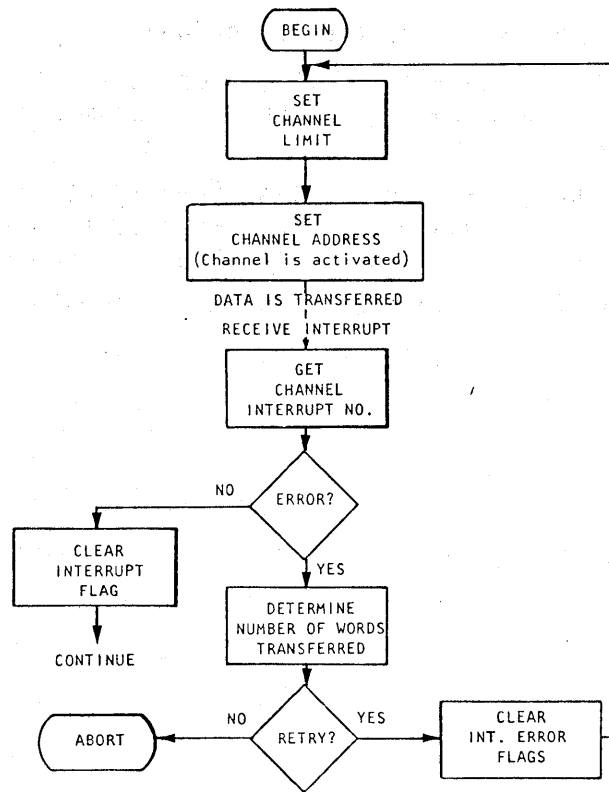 BEGIN
SET
CHANNEL
LIMIT
SET
CHANNEL ADDRESS
(Channel is activated)
DATA IS TRANSFERRED
RECEIVE INTERRUPT
GET
CHANNEL
INTERRUPT NO.
ERROR?
NO
YES
CLEAR
INTERRUPT
FLAG
CONTINUE
DETERMINE
NUMBER OF WORDS
TRANSFERRED
RETRY?
NO
YES
ABORT
CLEAR
INT. ERROR
FLAGS